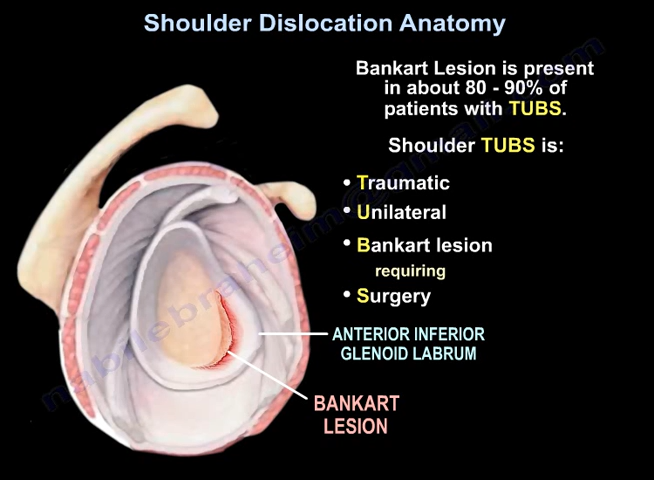 Shoulder Dislocation Anatomy
Bankart Lesion is present
in about 80 - 90% of
patients with TUBS.
Shoulder TUBS is:
• Traumatic
• Unilateral
• Bankart lesion
requiring
• Surgery
ANTERIOR INFERIOR
GLENOID LABRUM
BANKART
LESION